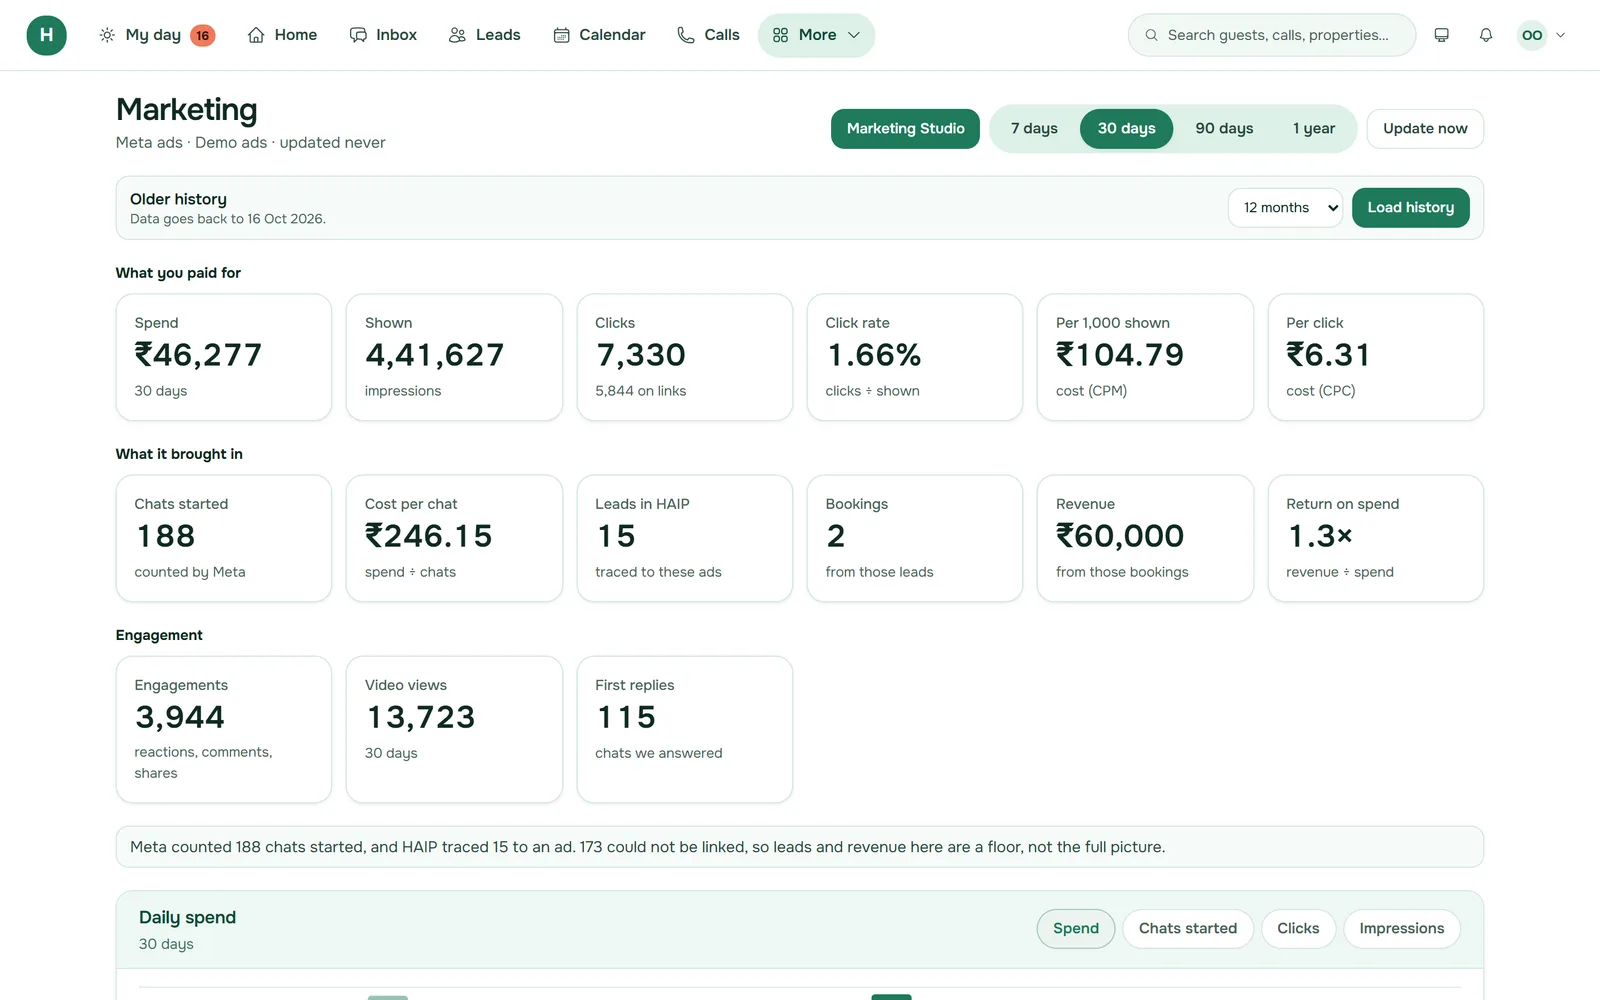 H
My day 16 Home Inbox Leads Calendar Calls More Search guests, calls, properties... OO
Marketing
Meta ads · Demo ads · updated never
Marketing Studio 7 days 30 days 90 days 1 year Update now
Older history
Data goes back to 16 Oct 2026.
12 months Load history
What you paid for
Spend
₹46,277
30 days
Shown
4,41,627
impressions
Clicks
7,330
5,844 on links
Click rate
1.66%
clicks ÷ shown
Per 1,000 shown
₹104.79
cost (CPM)
Per click
₹6.31
cost (CPC)
What it brought in
Chats started
188
counted by Meta
Cost per chat
₹246.15
spend ÷ chats
Leads in HAIP
15
traced to these ads
Bookings
2
from those leads
Revenue
₹60,000
from those bookings
Return on spend
1.3×
revenue ÷ spend
Engagement
Engagements
3,944
reactions, comments,
shares
Video views
13,723
30 days
First replies
115
chats we answered
Meta counted 188 chats started, and HAIP traced 15 to an ad. 173 could not be linked, so leads and revenue here are a floor, not the full picture.
Daily spend
30 days
Spend Chats started Clicks Impressions